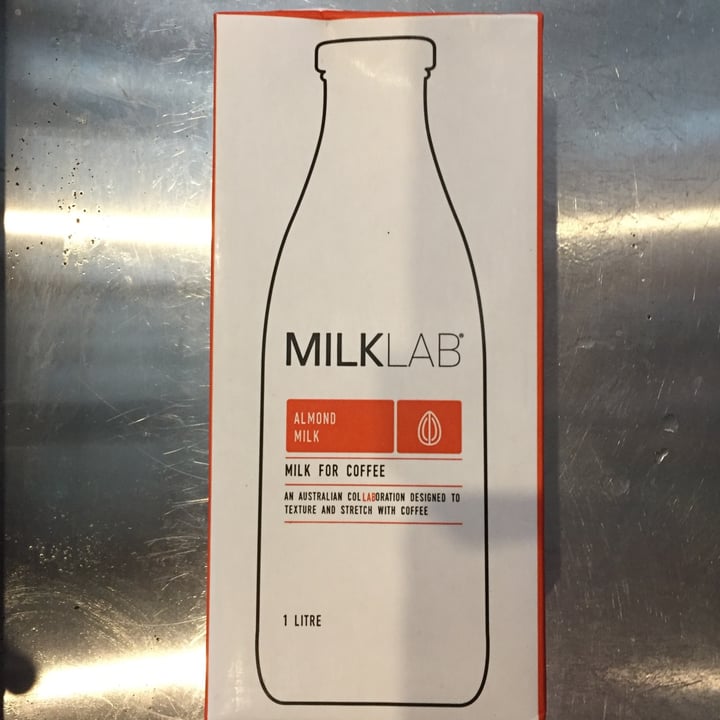 MILKLAB®
ALMOND
MILK
MILK FOR COFFEE
AN AUSTRALIAN COLLABORATION DESIGNED TO
TEXTURE AND STRETCH WITH COFFEE
1 LITRE